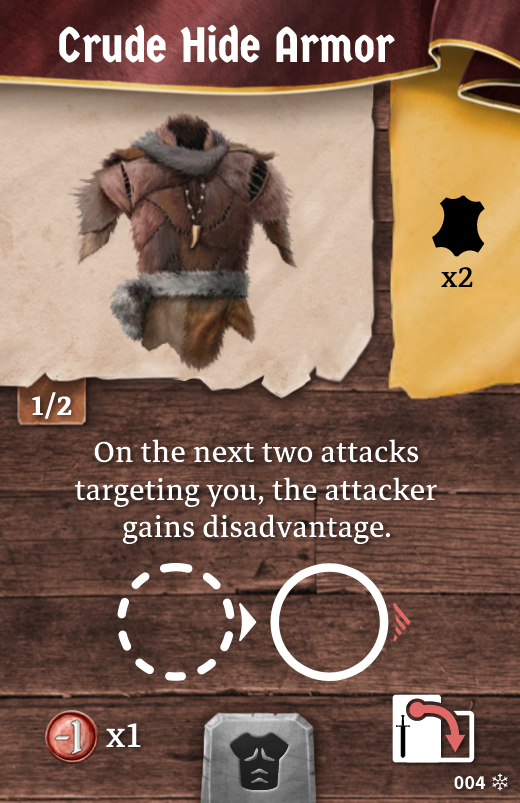 Crude Hide Armor
x2
1/2
On the next two attacks
targeting you, the attacker
gains disadvantage.
-1 x1
004